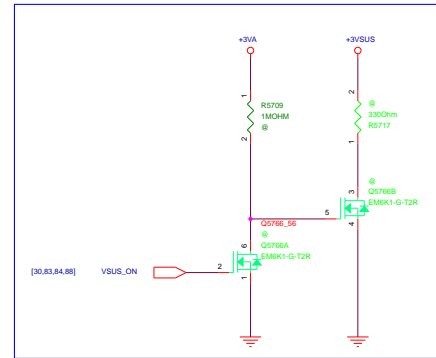 +3VA
+3VSUS
1
R5709
1MOHM
@
2
2
@
330Ohm
R5717
1
@
Q5766B
EM6K1-G-T2R
3
5
4
Q5766_56
@
Q5766A
EM6K1-G-T2R
6
[30,83,84,88]
VSUS_ON
2
1